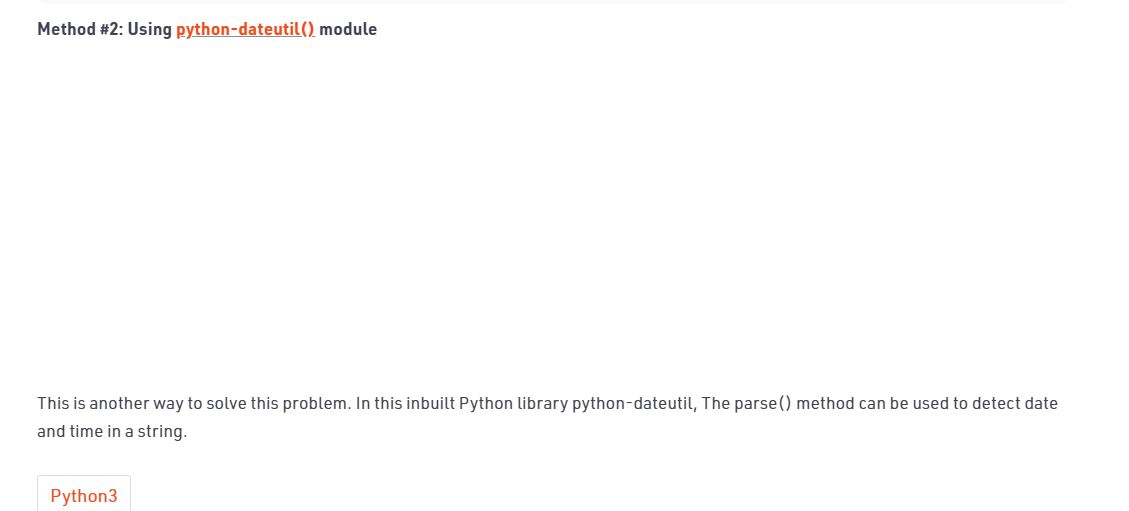 Method #2: Using python-dateutil() module
This is another way to solve this problem. In this inbuilt Python library python-dateutil, The parse() method can be used to detect date
and time in a string.
Python3